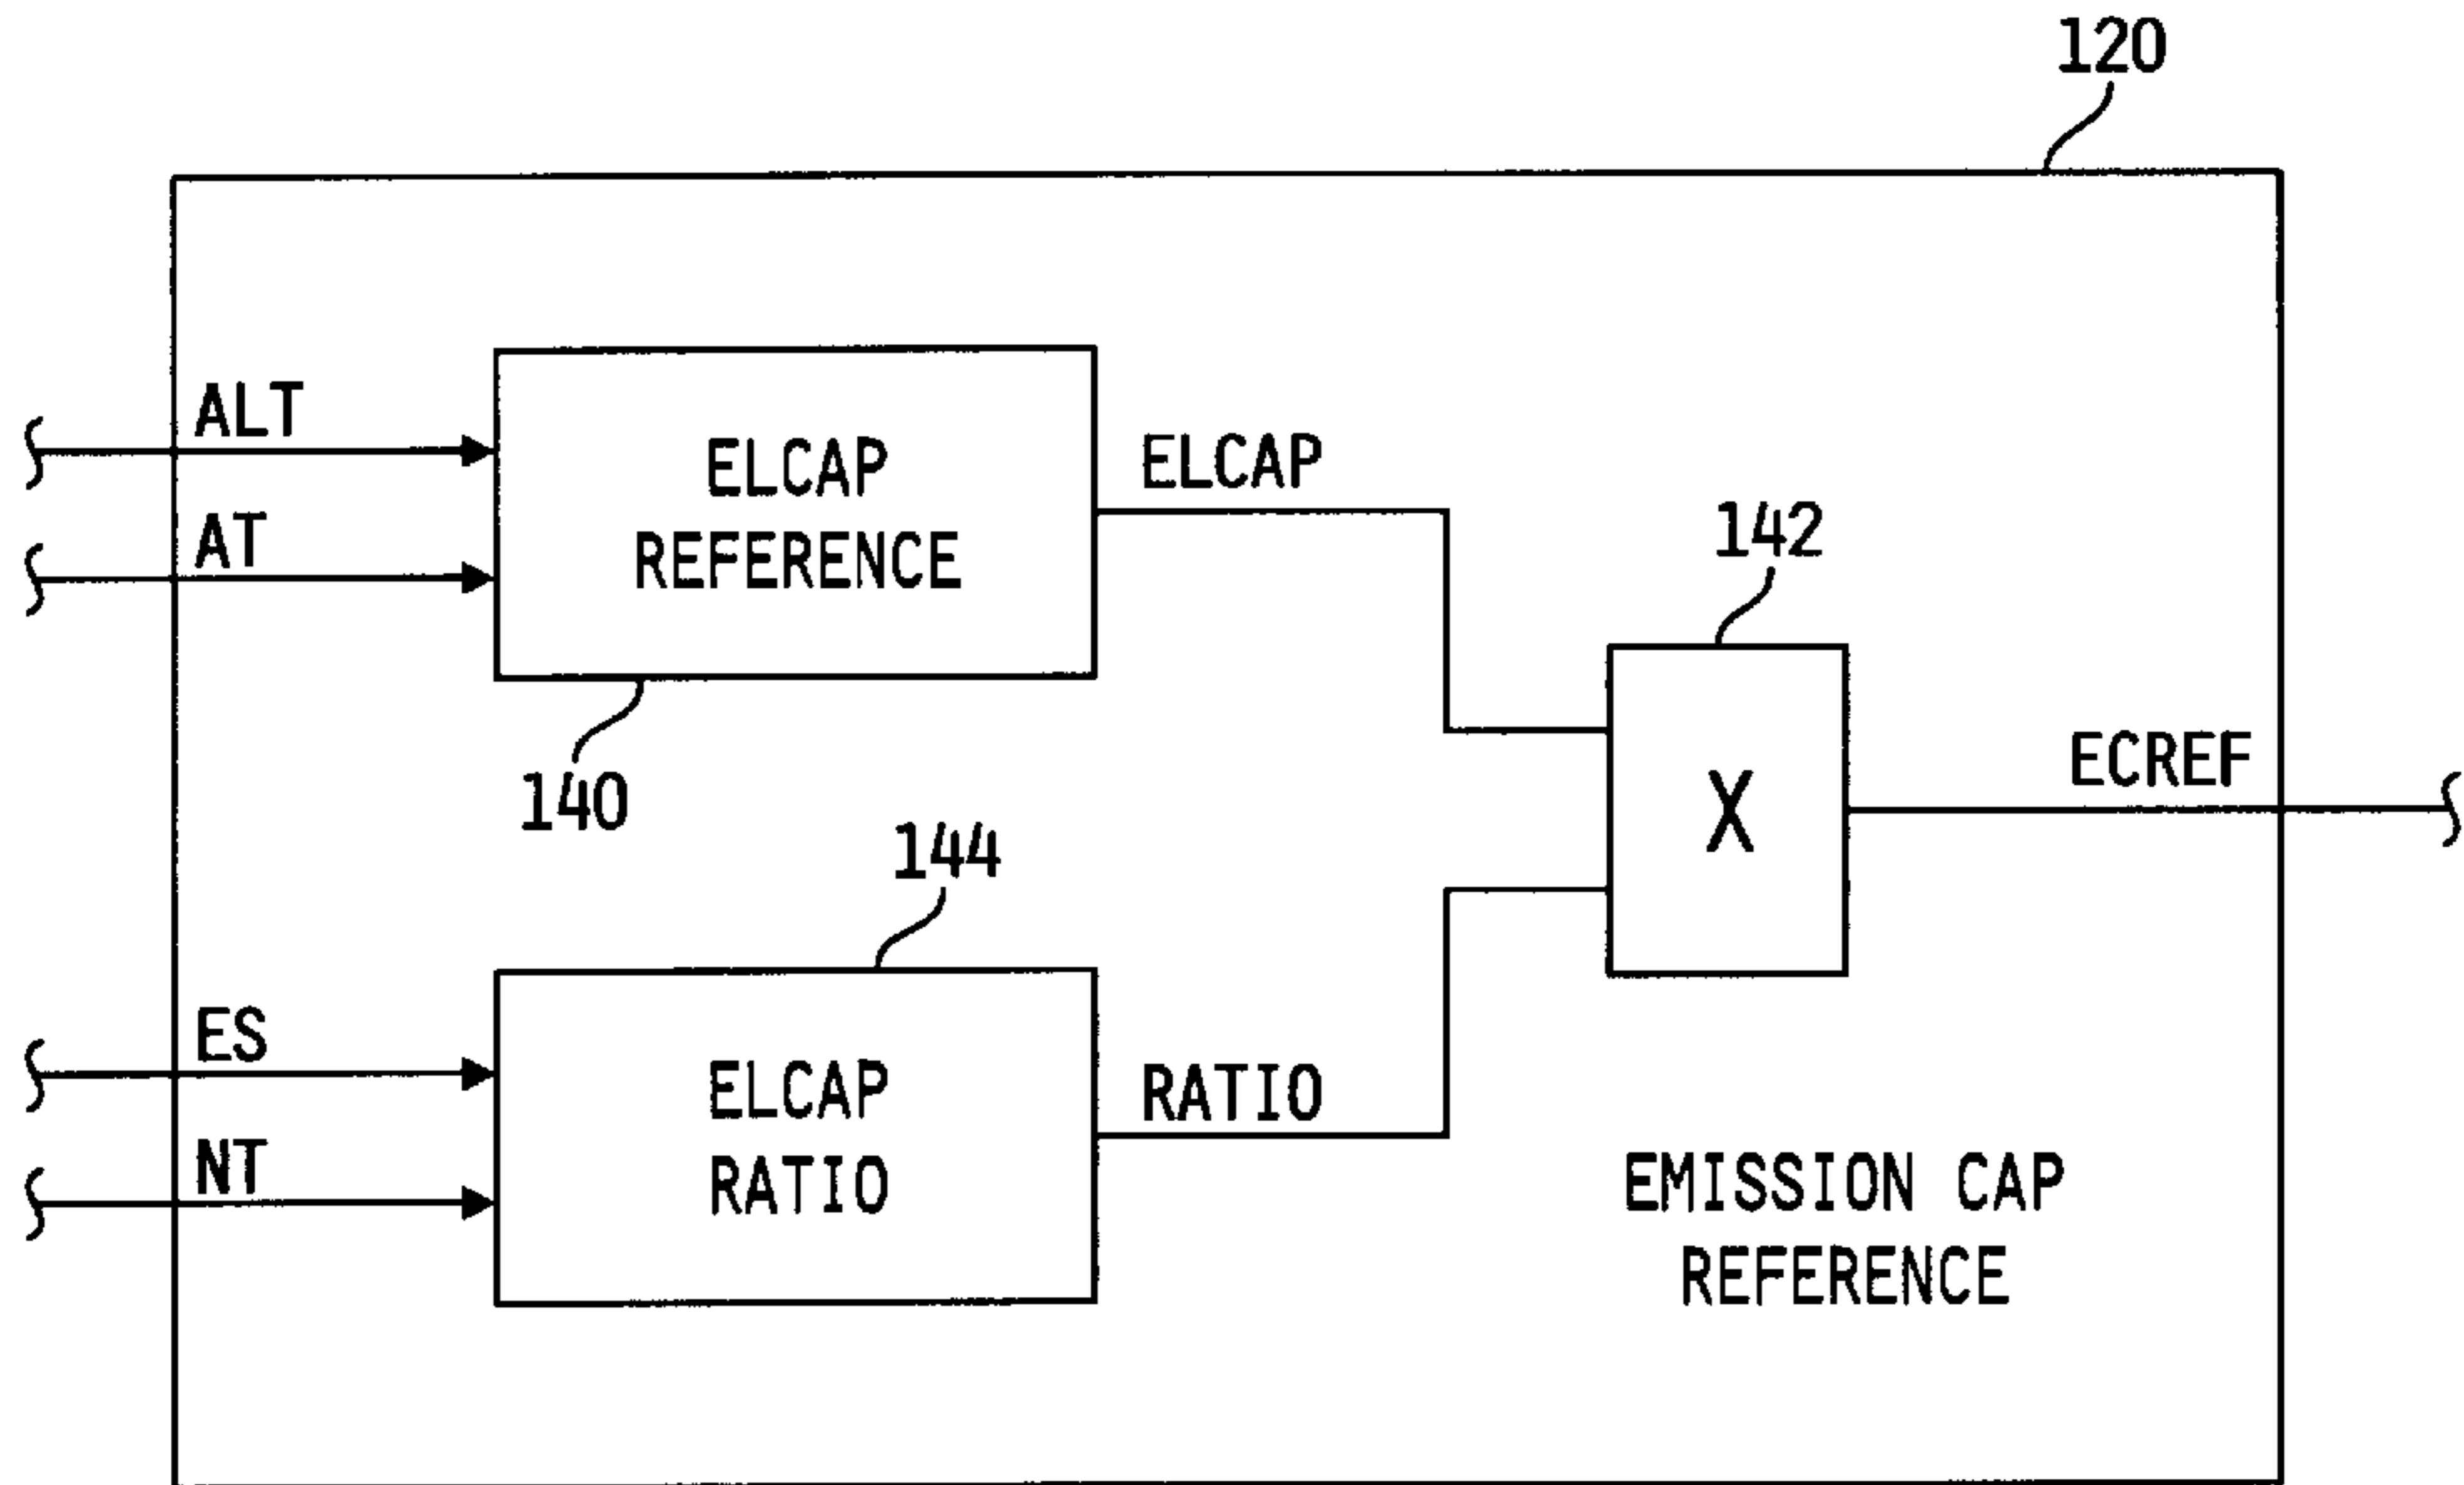 120
ALT
ELCAP
REFERENCE
AT
ELCAP
142
140
X
ECREF
144
ES
ELCAP
RATIO
NT
RATIO
EMISSION CAP
REFERENCE